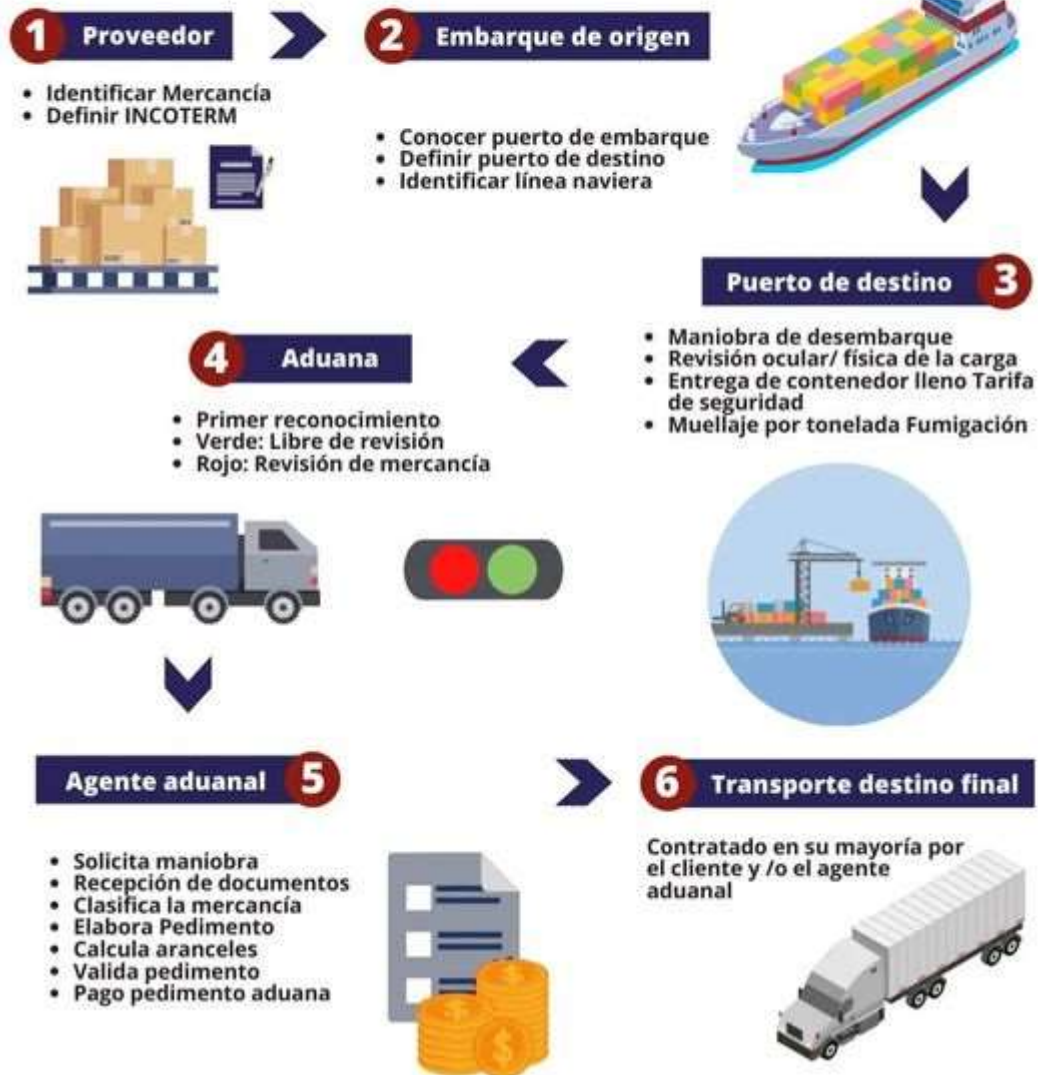 1 Proveedor
• Identificar Mercancía
• Definir INCOTERM
2 Embarque de origen
• Conocer puerto de embarque
• Definir puerto de destino
• Identificar línea naviera
Puerto de destino 3
• Maniobra de desembarque
• Revisión ocular/ física de la carga
• Entrega de contenedor lleno Tarifa
de seguridad
• Muellaje por tonelada Fumigación
4 Aduana
• Primer reconocimiento
• Verde: Libre de revisión
• Rojo: Revisión de mercancía
Agente aduanal 5
• Solicita maniobra
• Recepción de documentos
• Clasifica la mercancía
• Elabora Pedimento
• Calcula aranceles
• Valida pedimento
• Pago pedimento aduana
$
$
$
6 Transporte destino final
Contratado en su mayoría por
el cliente y /o el agente
aduanal